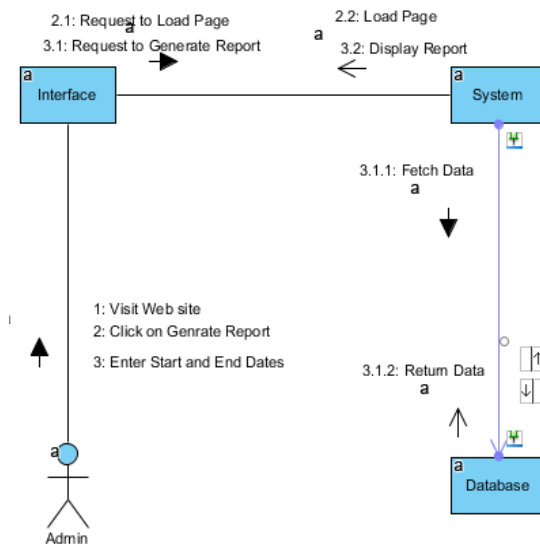 2.1: Request to Load Page
a
3.1: Request to Generate Report
2.2: Load Page
a
3.2: Display Report
a
Interface
a
System
3.1.1: Fetch Data
a
1: Visit Web site
2: Click on Genrate Report
3: Enter Start and End Dates
3.1.2: Return Data
a
a
Admin
a
Database